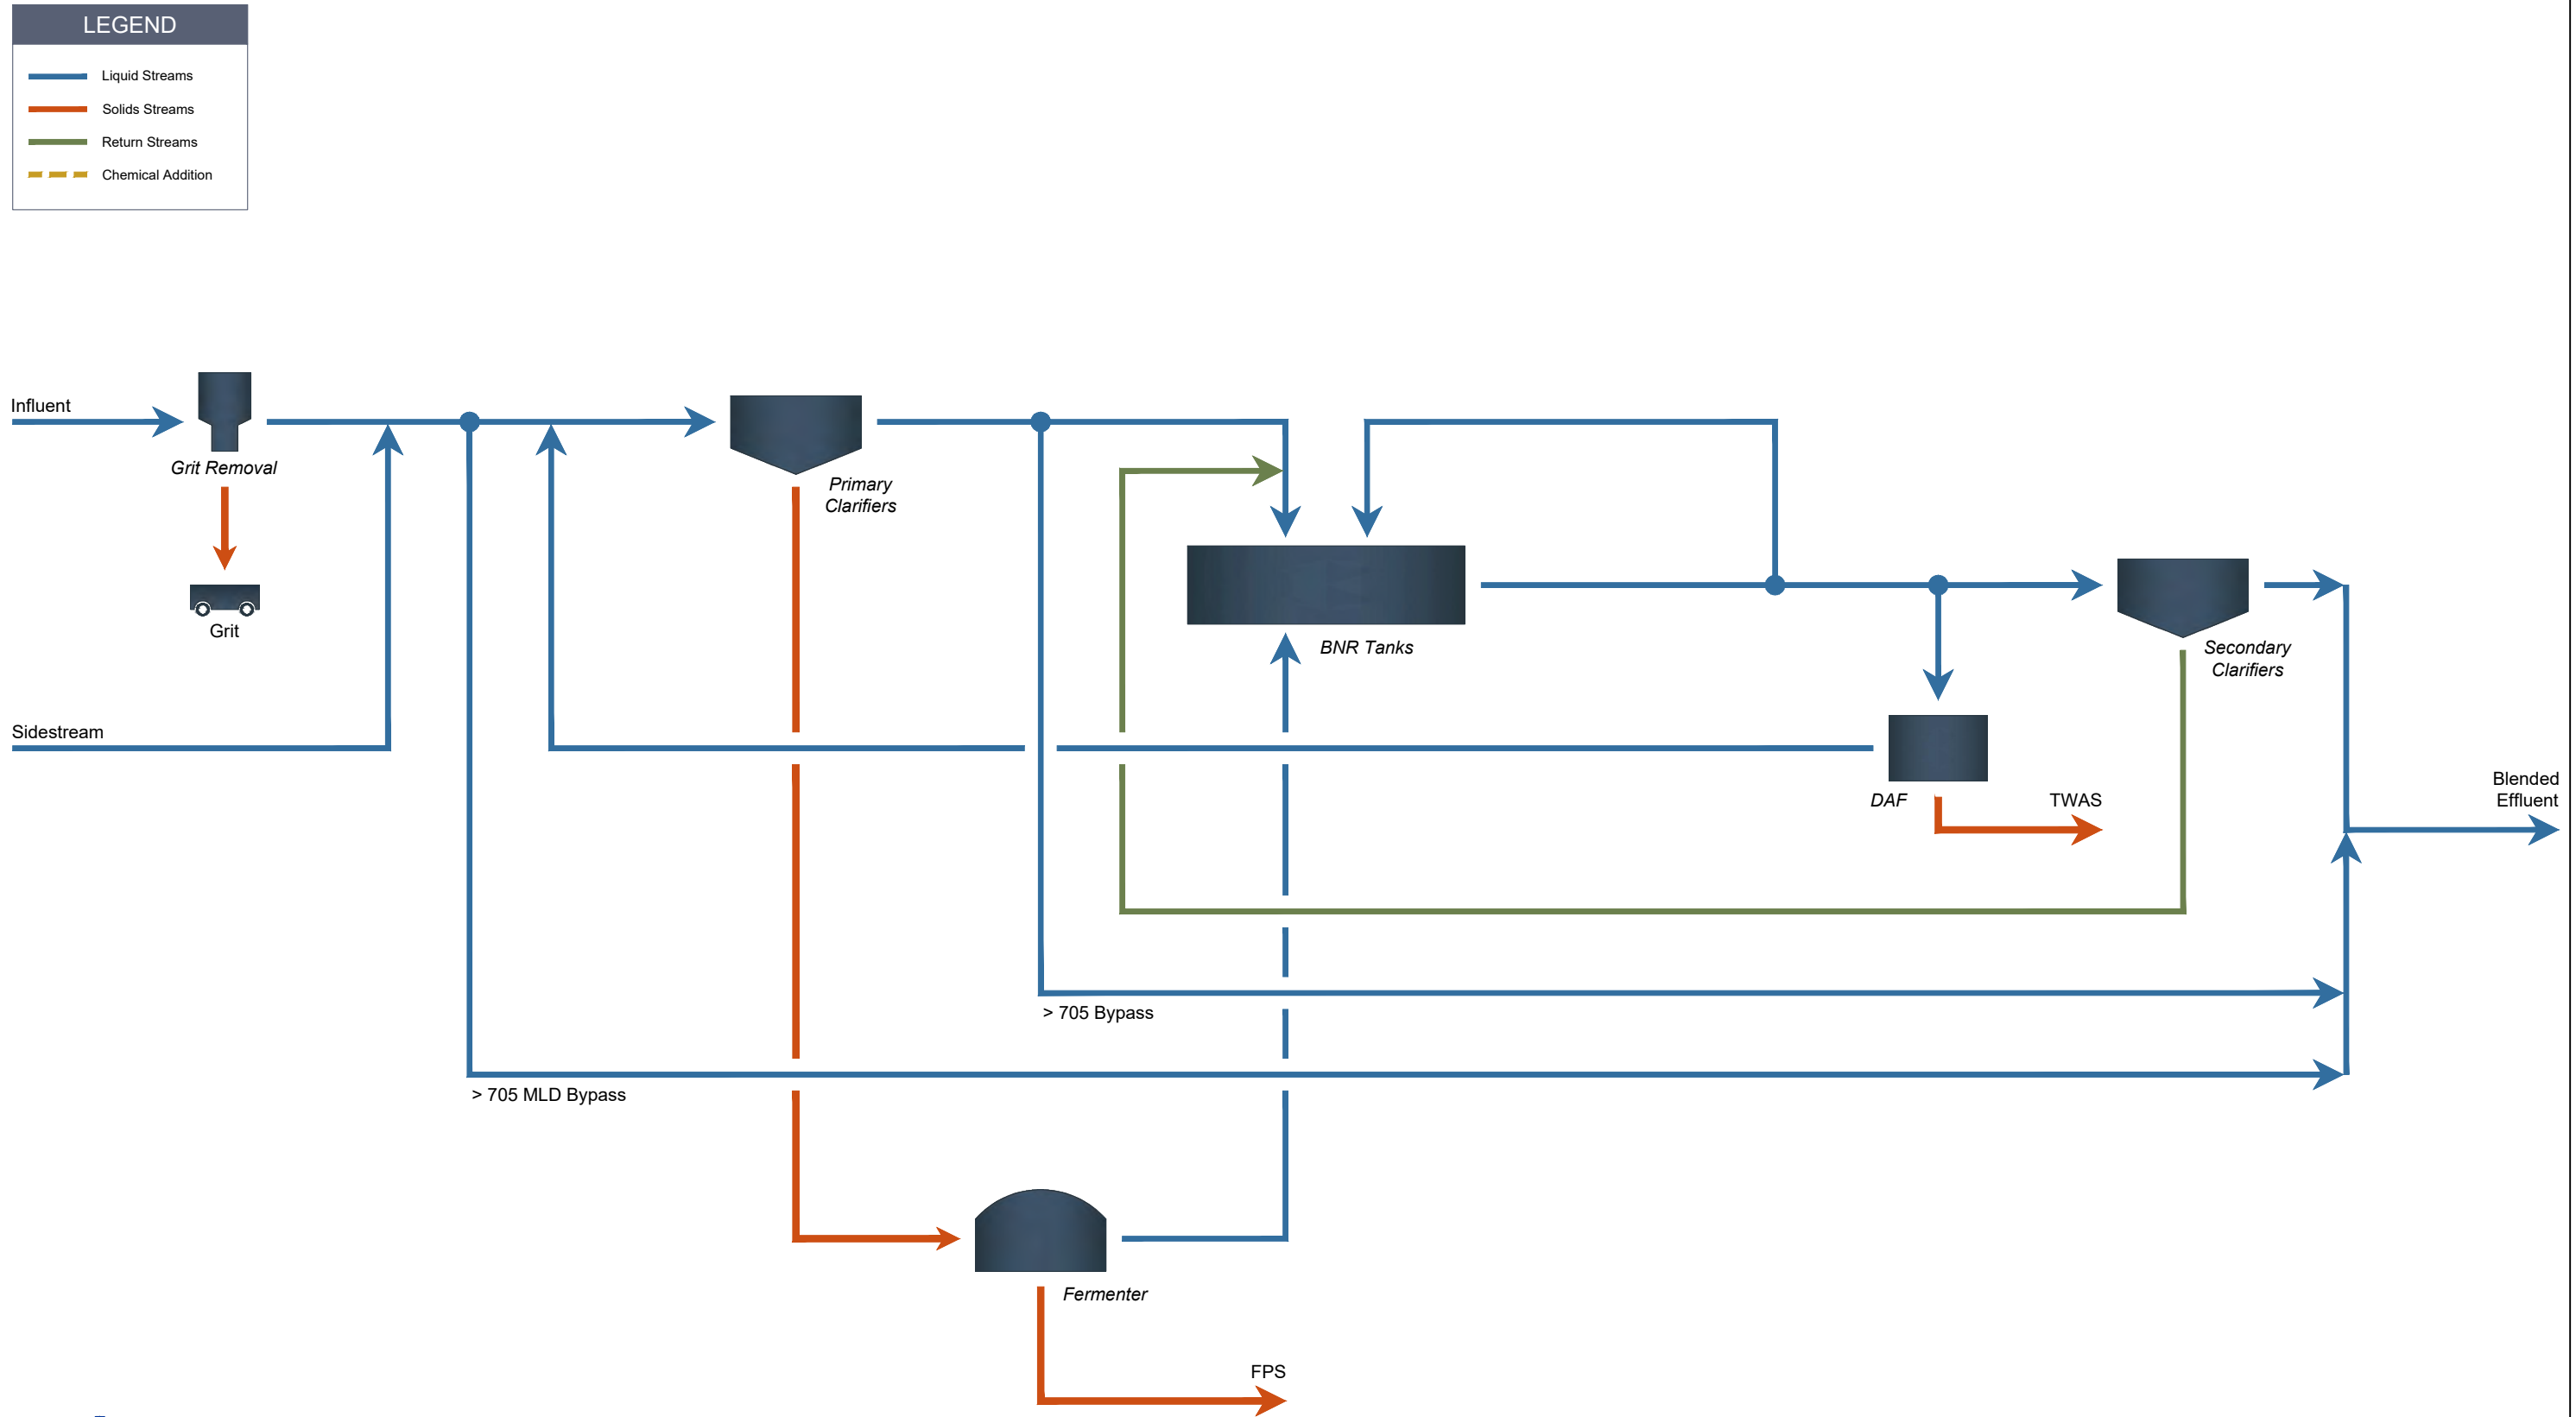 LEGEND
Liquid Streams
Solids Streams
Return Streams
Chemical Addition
Influent
Grit Removal
Grit
Sidestream
Primary
Clarifiers
BNR Tanks
Secondary
Clarifiers
DAF
TWAS
Blended
Effluent
> 705 Bypass
> 705 MLD Bypass
Fermenter
FPS